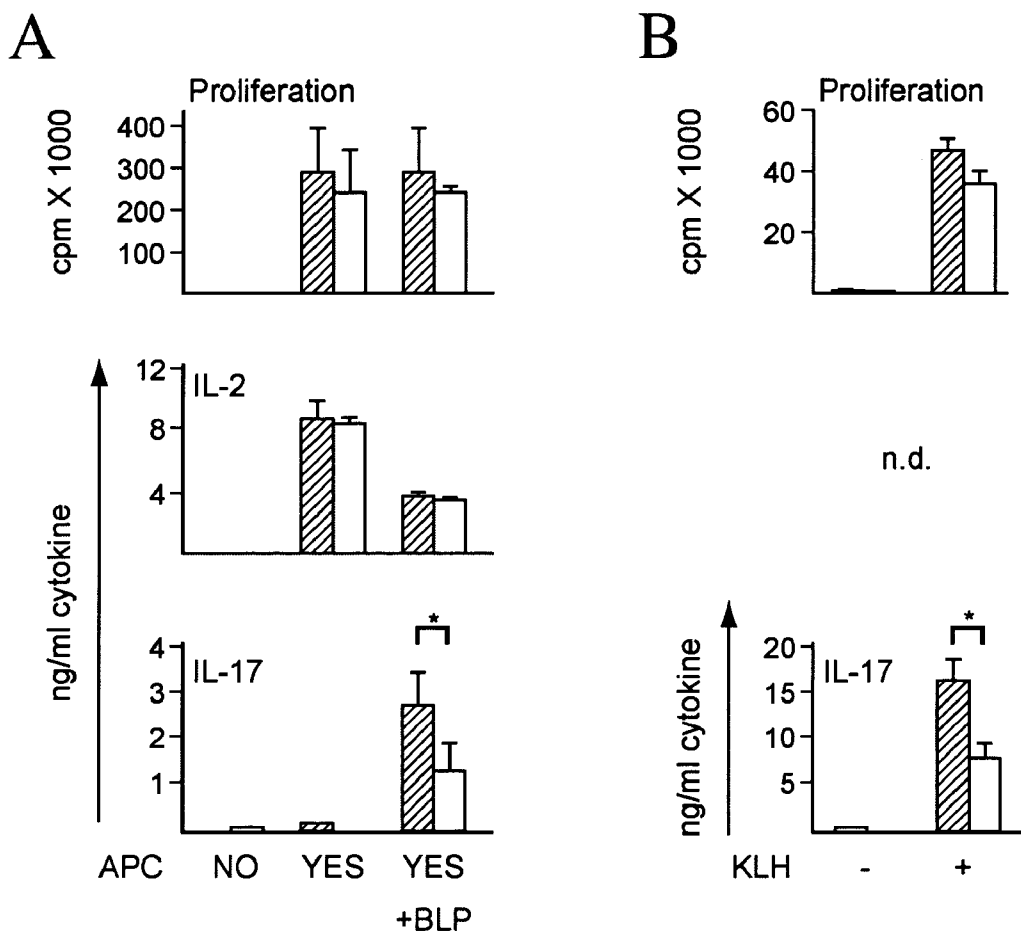 A
Proliferation
cpm X 1000
400
300
200
100
ng/ml cytokine
12
8
4
IL-2
4
3
2
1
IL-17
*
APC NO YES YES
+BLP
B
Proliferation
cpm X 1000
60
40
20
n.d.
ng/ml cytokine
20
15
10
5
IL-17
*
KLH - +